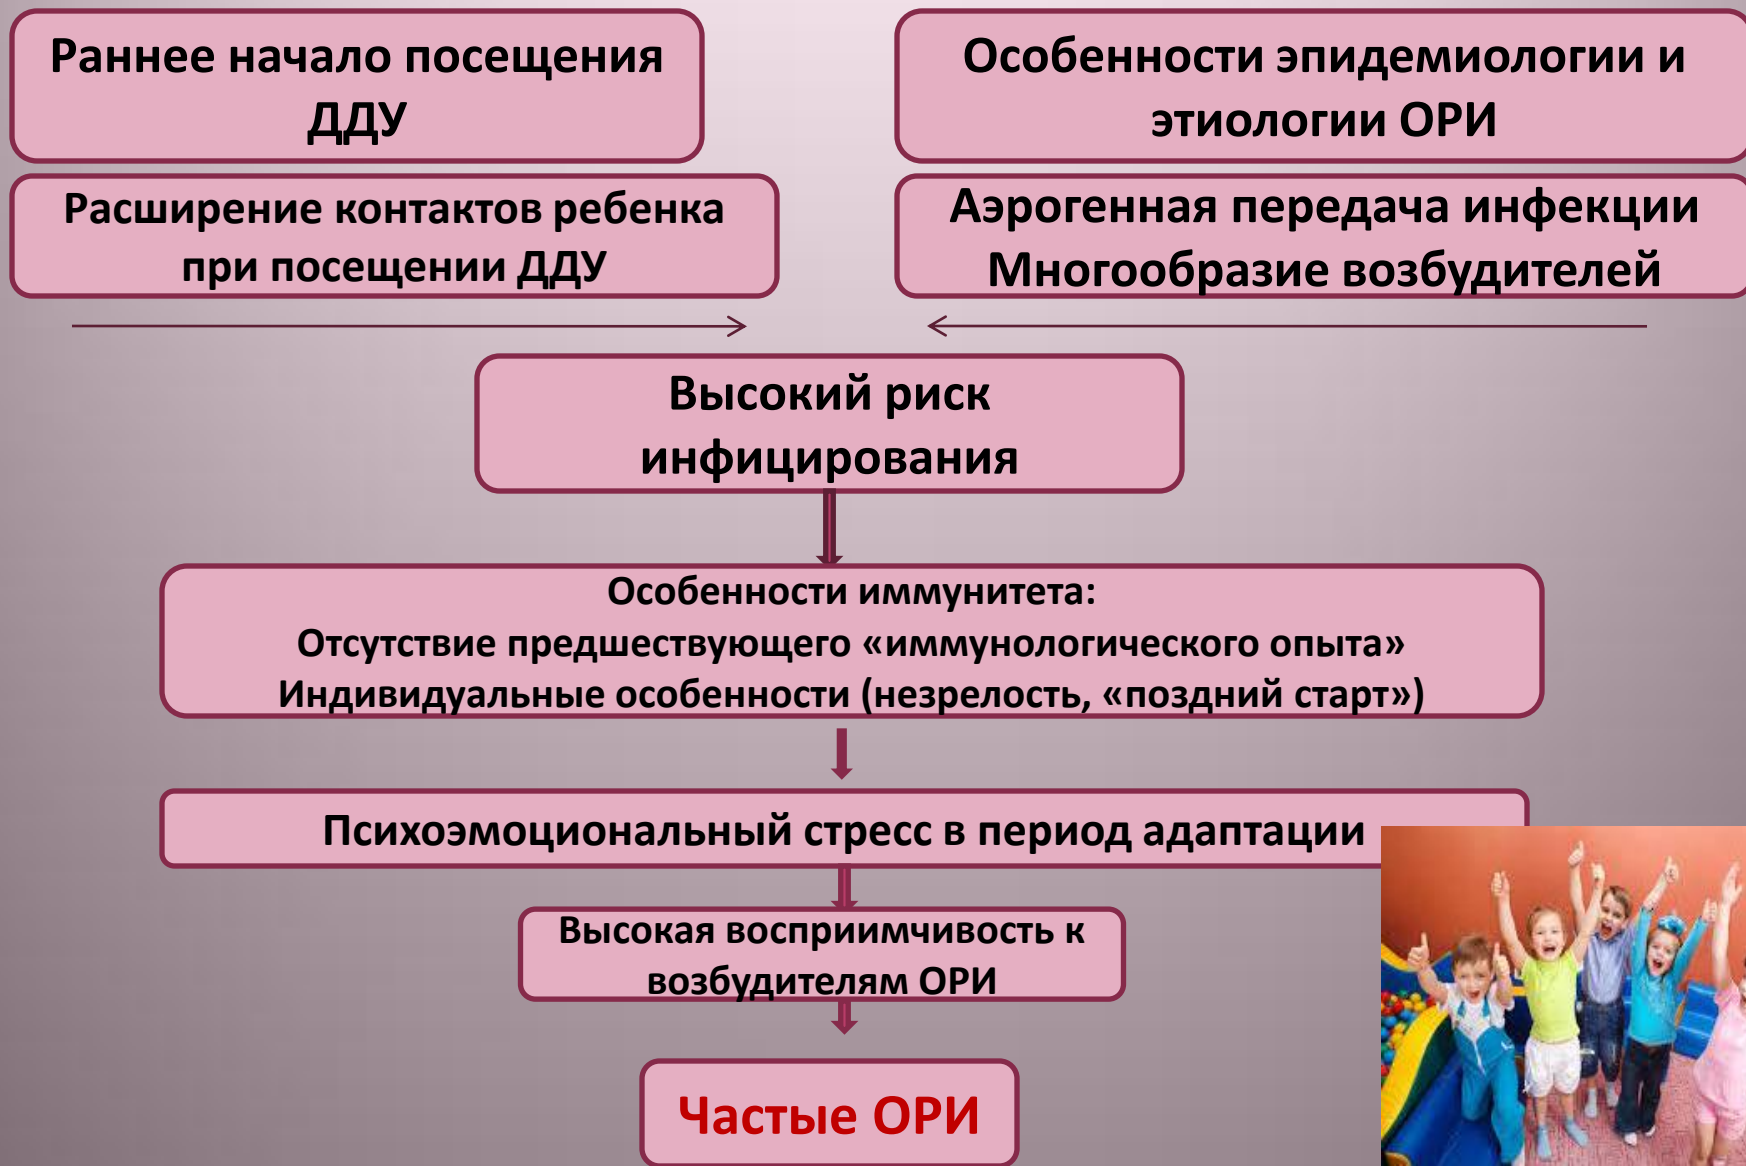 Раннее начало посещения
ДДУ
Особенности эпидемиологии и
этиологии ОРИ
Расширение контактов ребенка
при посещении ДДУ
Аэрогенная передача инфекции
Многообразие возбудителей
Высокий риск
инфицирования
Особенности иммунитета:
Отсутствие предшествующего «иммунологического опыта»
Индивидуальные особенности (незрелость, «поздний старт»)
Психоэмоциональный стресс в период адаптации
Высокая восприимчивость к
возбудителям ОРИ
Частые ОРИ